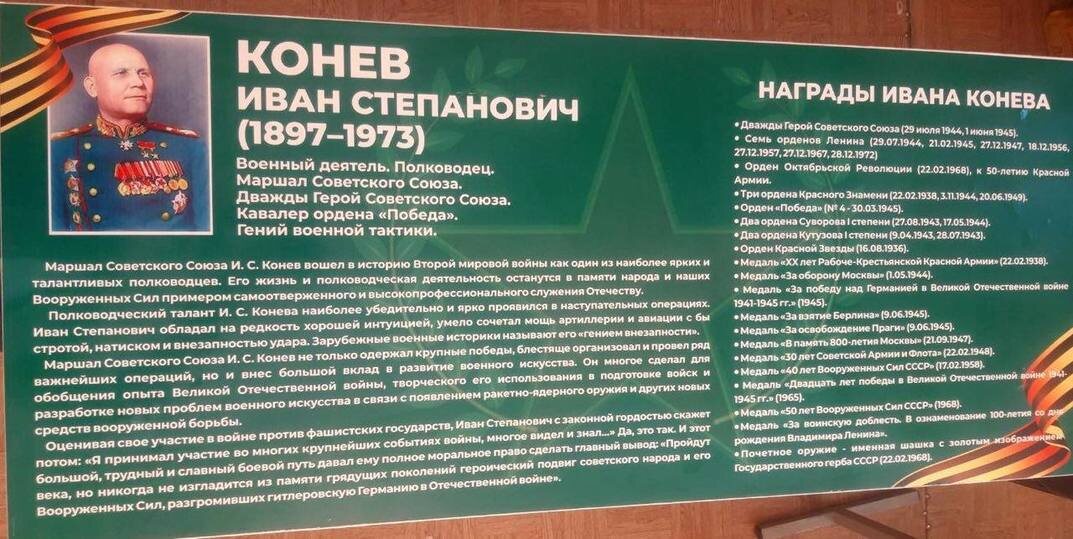 КОНЕВ
ИВАН СТЕПАНОВИЧ
(1897–1973)
Военный деятель. Полководец.
Маршал Советского Союза.
Дважды Герой Советского Союза.
Кавалер ордена «Победа».
Гений военной тактики.
Маршал Советского Союза И. С. Конев вошел в историю Второй мировой войны как один из наиболее ярких и
талантливых полководцев. Его жизнь и полководческая деятельность останутся в памяти народа и наших
Вооруженных Сил примером самоотверженного и высокопрофессионального служения Отечеству.
Полководческий талант И. С. Конева наиболее убедительно и ярко проявился в наступательных операциях.
Иван Степанович обладал на редкость хорошей интуицией, умело сочетал мощь артиллерии и авиации с бы
стротой, натиском и внезапностью удара. Зарубежные военные историки называют его «гением внезапности».
Маршал Советского Союза И. С. Конев не только одержал крупные победы, блестяще организовал и провел ряд
важнейших операций, но и внес большой вклад в развитие военного искусства. Он многое сделал для
обобщения опыта Великой Отечественной войны, творческого его использования в подготовке войск и
разработке новых проблем военного искусства в связи с появлением ракетно-ядерного оружия и других новых
средств вооруженной борьбы.
Оценивая свое участие в войне против фашистских государств, Иван Степанович с законной гордостью скажет
потом: «Я принимал участие во многих крупнейших событиях войны, многое видел и знал...» Да, это так. И этот
большой, трудный и славный боевой путь давал ему полное моральное право сделать главный вывод: «Пройдут
века, но никогда не изгладится из памяти грядущих поколений героический подвиг советского народа и его
Вооруженных Сил, разгромивших гитлеровскую Германию в Отечественной войне».
НАГРАДЫ ИВАНА КОНЕВА
• Дважды Герой Советского Союза (29 июля 1944, 1 июня 1945).
• Семь орденов Ленина (29.07.1944, 21.02.1945, 27.12.1947, 18.12.1956,
27.12.1957, 27.12.1967, 28.12.1972)
• Орден Октябрьской Революции (22.02.1968), к 50-летию Красной
Армии.
• Три ордена Красного Знамени (22.02.1938, 3.11.1944, 20.06.1949).
• Орден «Победа» (№ 4 - 30.03.1945).
• Два ордена Суворова I степени (27.08.1943, 17.05.1944).
• Два ордена Кутузова I степени (9.04.1943, 28.07.1943).
• Орден Красной Звезды (16.08.1936).
• Медаль «XX лет Рабоче-Крестьянской Красной Армии» (22.02.1938).
• Медаль «За оборону Москвы» (1.05.1944).
• Медаль «За победу над Германией в Великой Отечественной войне
1941-1945 гг.» (1945).
• Медаль «За взятие Берлина» (9.06.1945).
• Медаль «За освобождение Праги» (9.06.1945).
• Медаль «В память 800-летия Москвы» (21.09.1947).
• Медаль «30 лет Советской Армии и Флота» (22.02.1948).
• Медаль «40 лет Вооруженных Сил СССР» (17.02.1958).
• Медаль «Двадцать лет победы в Великой Отечественной войне 1941-
1945 гг.» (1965).
• Медаль «50 лет Вооруженных Сил СССР» (1968).
• Медаль «За воинскую доблесть. В ознаменование 100-летия со дня
рождения Владимира Ленина».
• Почетное оружие - именная шашка с золотым изображением
Государственного герба СССР (22.02.1968).